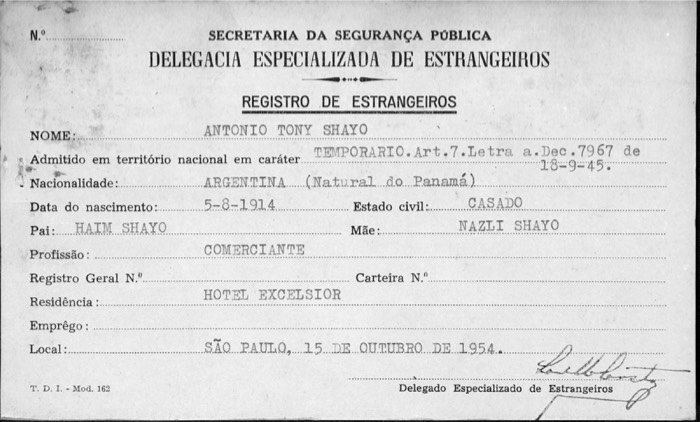 N.º
SECRETARIA DA SEGURANÇA PÚBLICA
DELEGACIA ESPECIALIZADA DE ESTRANGEIROS
REGISTRO DE ESTRANGEIROS
NOME: ANTONIO TONY SHAYO
Admitido em território nacional em caráter TEMPORARIO.Art.7.Letra a.Dec.7967 de
18-9-45.
Nacionalidade: ARGENTINA (Natural do Panamá)
Data do nascimento: 5-8-1914 Estado civil: CASADO
Pai: HAIM SHAYO Mãe: NAZLI SHAYO
Profissão: COMERCIANTE
Registro Geral N.º Carteira N.º
Residência: HOTEL EXCELSIOR
Emprêgo:
Local: SÃO PAULO, 15 DE OUTUBRO DE 1954.
T. D. I. - Mod. 162 Delegado Especializado de Estrangeiros